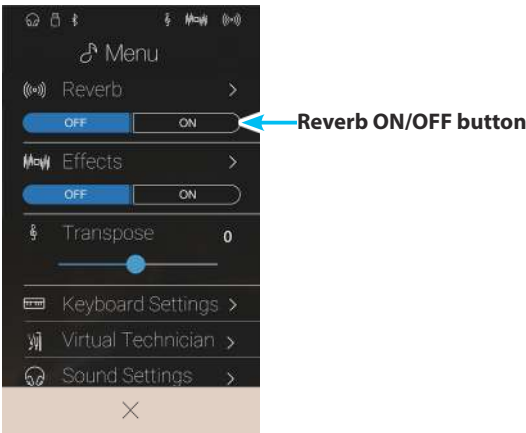 Menu
Reverb
OFF ON
Reverb ON/OFF button
Effects
OFF ON
Transpose 0
Keyboard Settings
Virtual Technician
Sound Settings